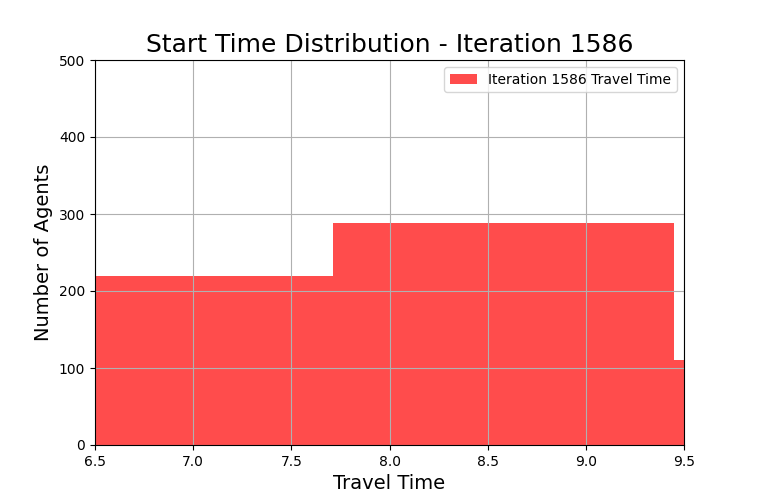 Start Time Distribution - Iteration 1586
Iteration 1586 Travel Time
Number of Agents
500
400
300
200
100
0
6.5 7.0 7.5 8.0 8.5 9.0 9.5
Travel Time